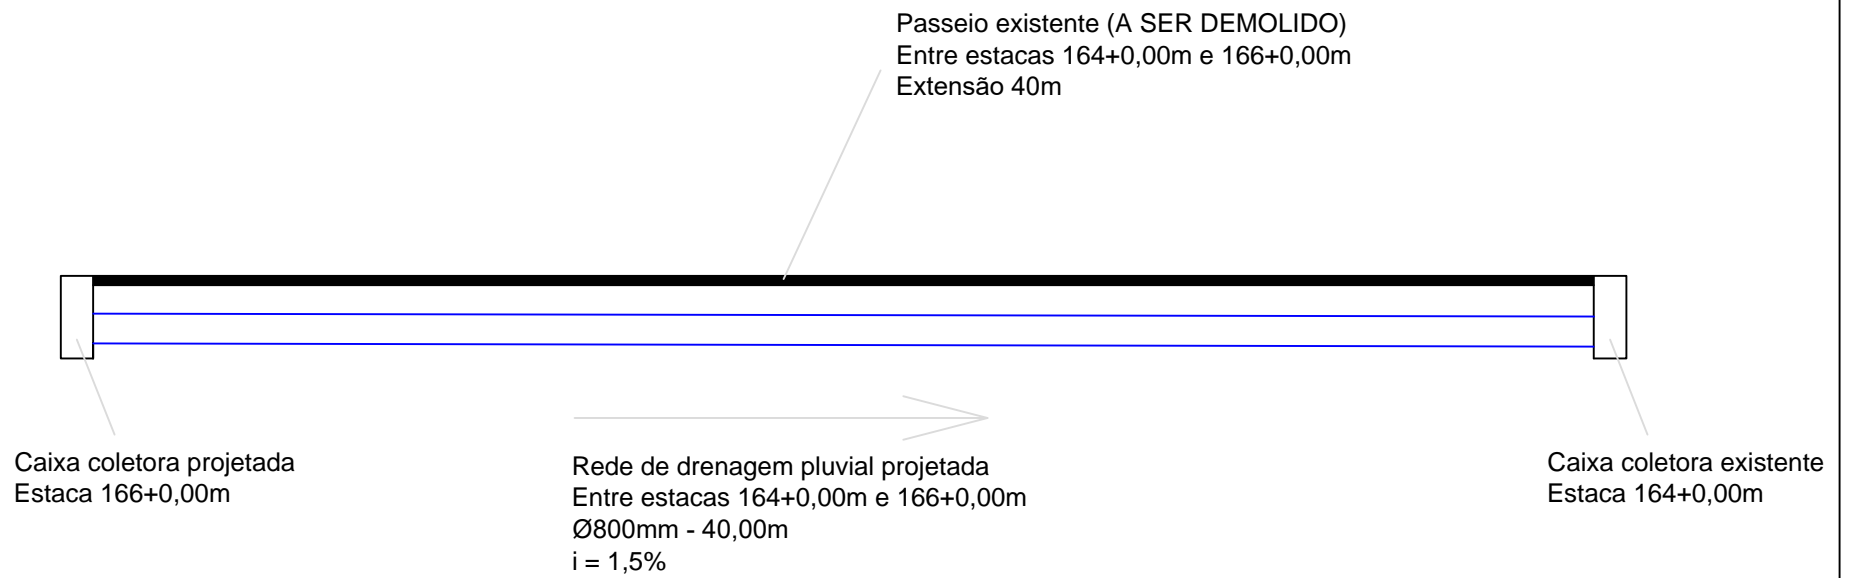 Passeio existente (A SER DEMOLIDO)
Entre estacas 164+0,00m e 166+0,00m
Extensão 40m
Caixa coletora projetada
Estaca 166+0,00m
Rede de drenagem pluvial projetada
Entre estacas 164+0,00m e 166+0,00m
Ø800mm - 40,00m
i = 1,5%
Caixa coletora existente
Estaca 164+0,00m